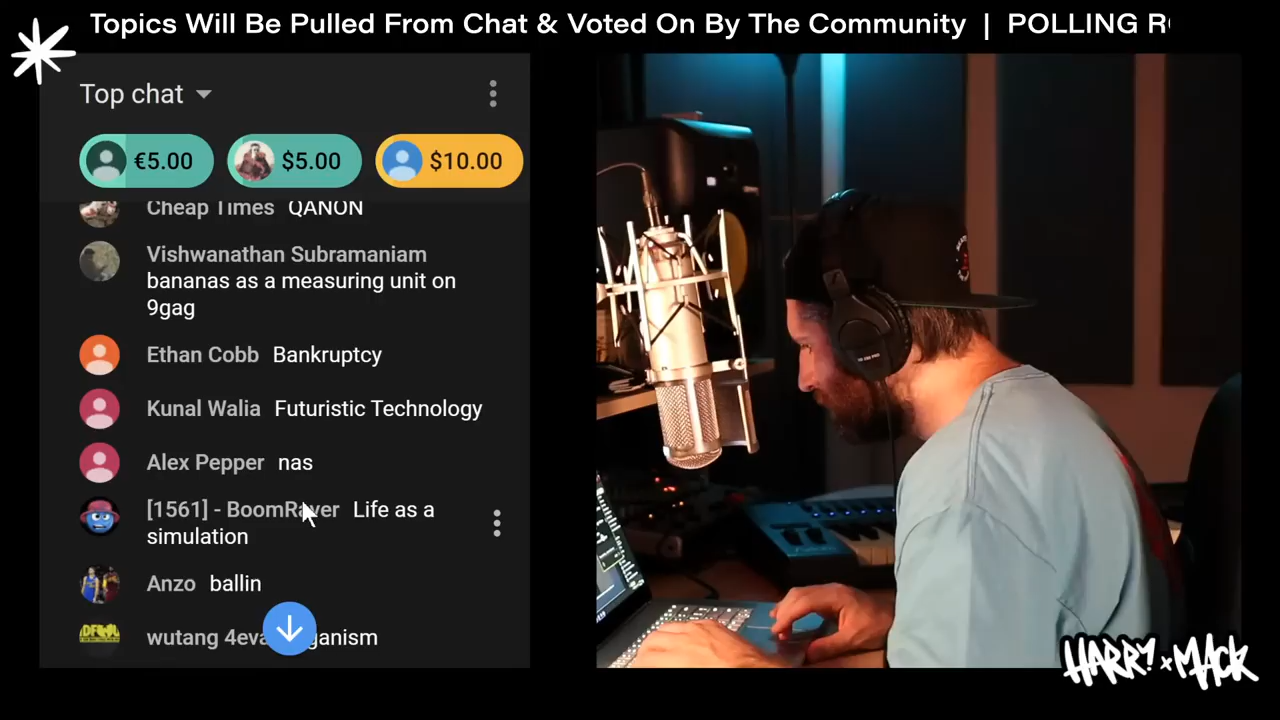 Topics Will Be Pulled From Chat & Voted On By The Community | POLLING
Top chat
€5.00 $5.00 $10.00
Cheap Times QANON
Vishwanathan Subramaniam
bananas as a measuring unit on
9gag
Ethan Cobb Bankruptcy
Kunal Walia Futuristic Technology
Alex Pepper nas
[1561] - BoomRaver Life as a
simulation
Anzo ballin
wutang 4eva
HARRY MACK